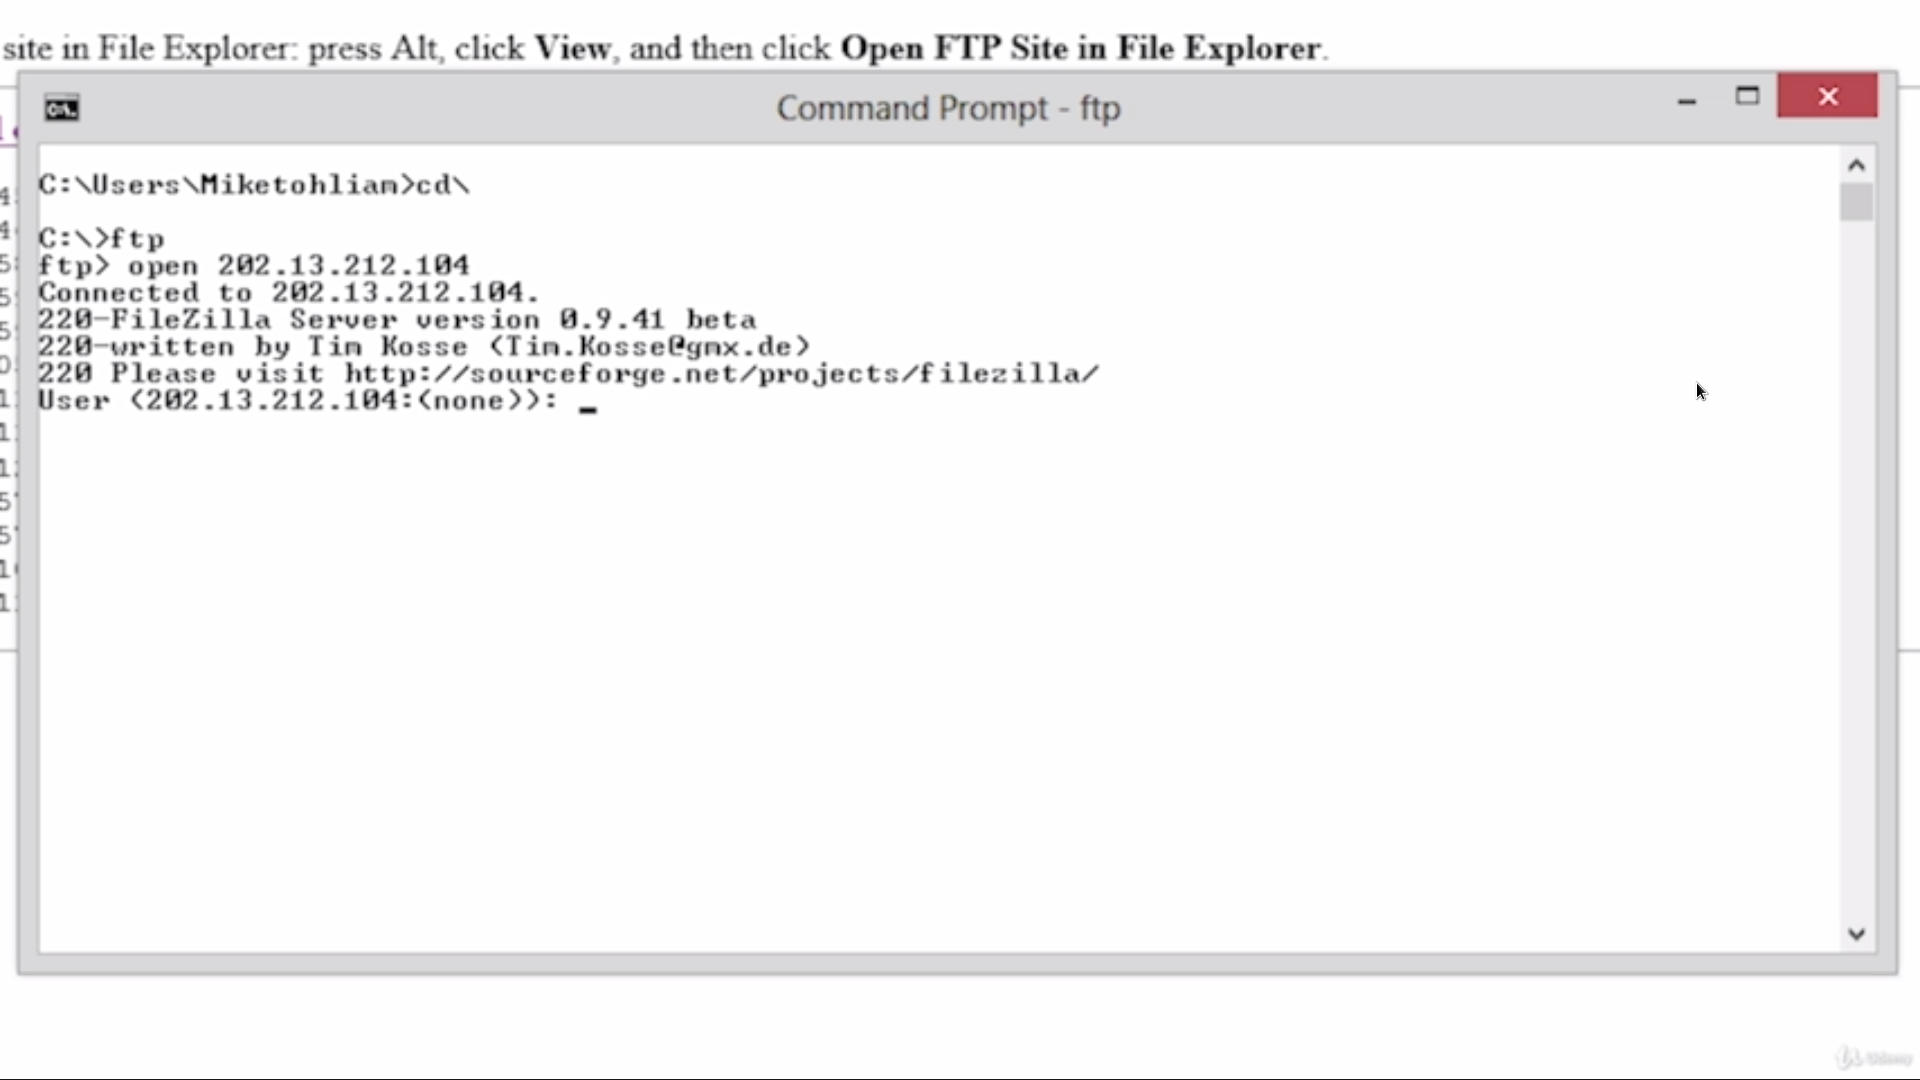 site in File Explorer: press Alt, click View, and then click Open FTP Site in File Explorer.
Command Prompt - ftp
C:\Users\Miketohliam>cd\
C:\>ftp
ftp> open 202.13.212.104
Connected to 202.13.212.104.
220-FileZilla Server version 0.9.41 beta
220-written by Tim Kosse (Tim.Kosse@gmx.de)
220 Please visit http://sourceforge.net/projects/filezilla/
User (202.13.212.104:(none)):
Udemy